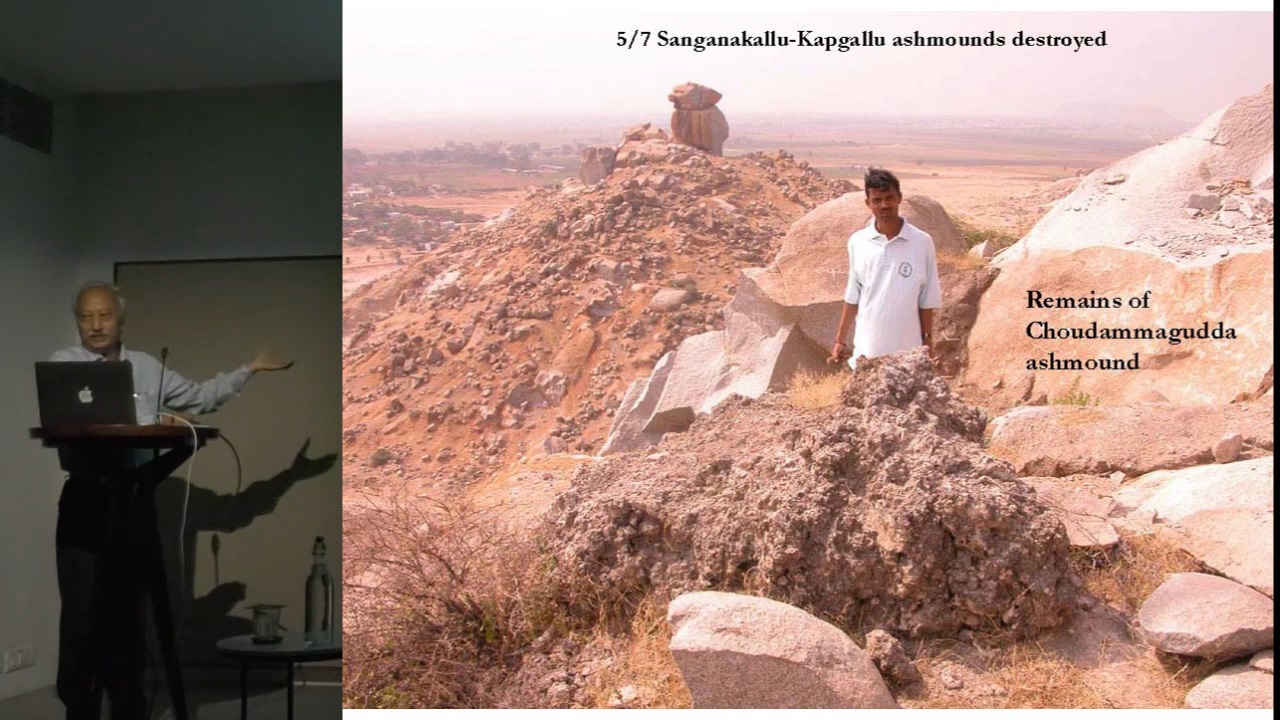 5/7 Sanganakallu-Kapgallu ashmounds destroyed
Remains of
Choudammagudda
ashmound